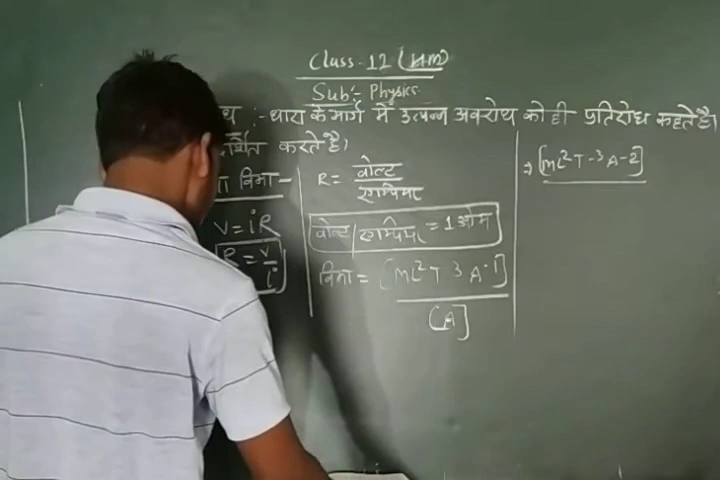 Class-12 (Hm)
Sub:- Physics
:- धारा के मार्ग में उत्पन्न अवरोध को ही प्रतिरोध कहते है।
करते है।
विमा -
V = iR
R = v/i
R = वोल्ट/एम्पियर
वोल्ट/एम्पियर = 1 ओम
विमा = [ML²T⁻³A⁻¹]/[A]
⇒ [ML²T⁻³A⁻²]